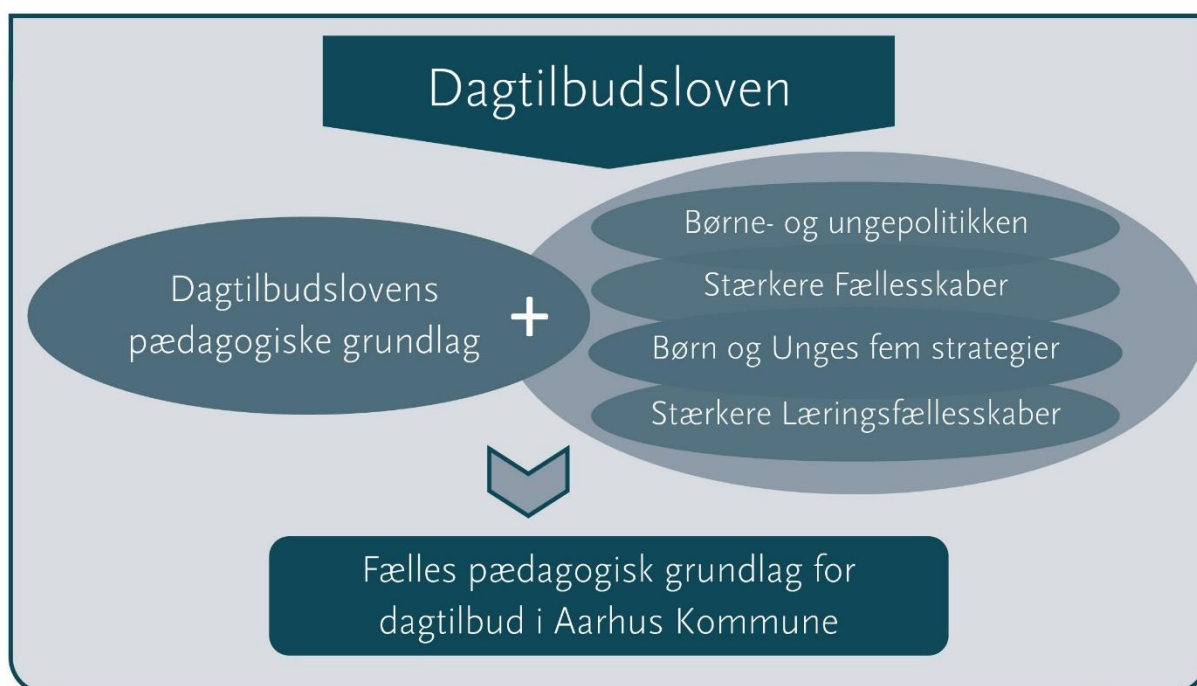 Dagtilbudsloven
Dagtilbudslovens
pædagogiske grundlag
+
Børne- og ungepolitikken
Stærkere Fællesskaber
Børn og Unges fem strategier
Stærkere Læringsfællesskaber
Fælles pædagogisk grundlag for
dagtilbud i Aarhus Kommune